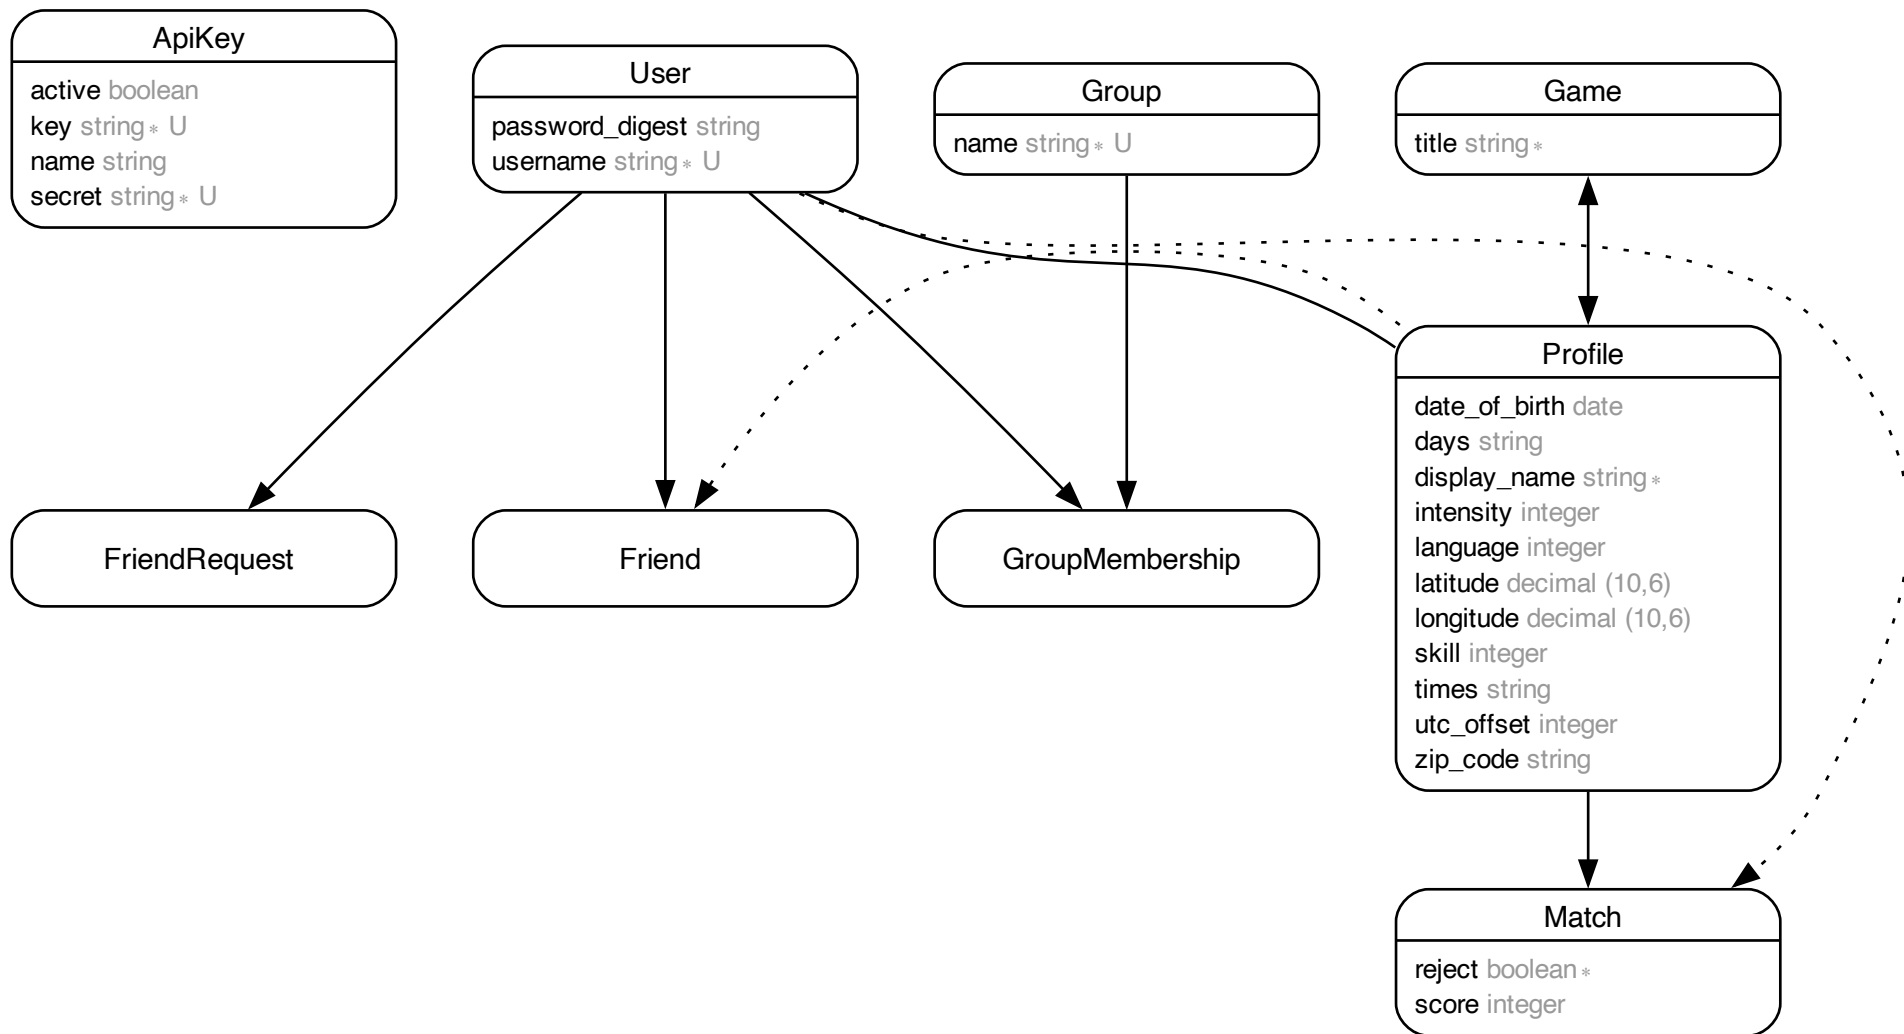 ApiKey
active boolean
key string* U
name string
secret string* U
User
password_digest string
username string* U
Group
name string* U
Game
title string*
Profile
date_of_birth date
days string
display_name string*
intensity integer
language integer
latitude decimal (10,6)
longitude decimal (10,6)
skill integer
times string
utc_offset integer
zip_code string
FriendRequest
Friend
GroupMembership
Match
reject boolean*
score integer